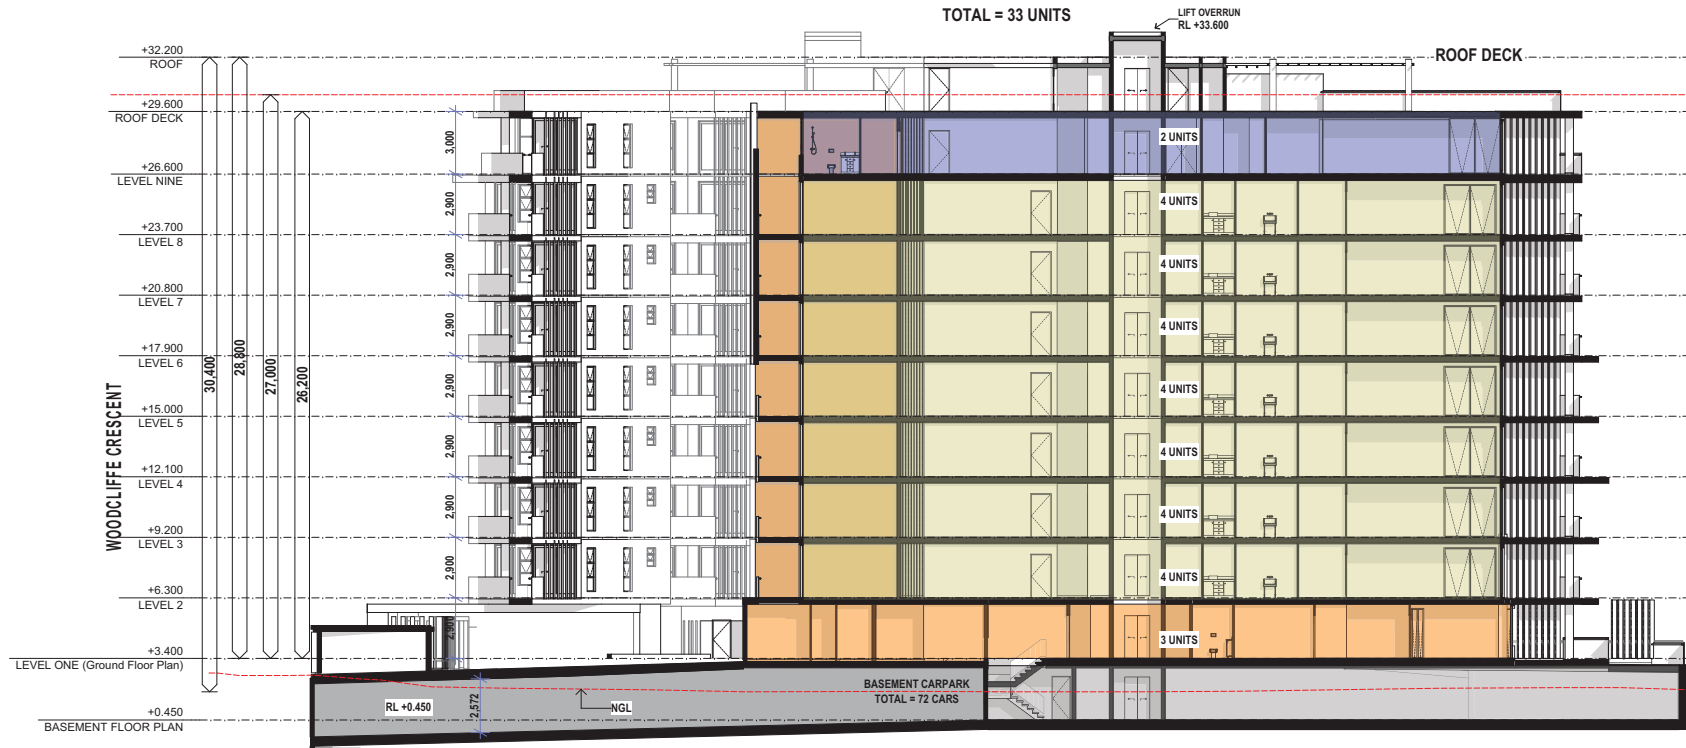 TOTAL = 33 UNITS
LIFT OVERRUN
RL +33.600
ROOF DECK
+32.200
ROOF
+29.600
ROOF DECK
3,000
2 UNITS
+26.600
LEVEL NINE
2,900
4 UNITS
+23.700
LEVEL 8
2,900
4 UNITS
+20.800
LEVEL 7
2,900
4 UNITS
+17.900
LEVEL 6
30,400
28,800
27,000
26,200
2,900
4 UNITS
WOODCLIFFE CRESCENT
+15.000
LEVEL 5
2,900
4 UNITS
+12.100
LEVEL 4
2,900
4 UNITS
+9.200
LEVEL 3
2,900
4 UNITS
+6.300
LEVEL 2
2,900
3 UNITS
+3.400
LEVEL ONE (Ground Floor Plan)
BASEMENT CARPARK
TOTAL = 72 CARS
RL +0.450
2,572
NGL
+0.450
BASEMENT FLOOR PLAN